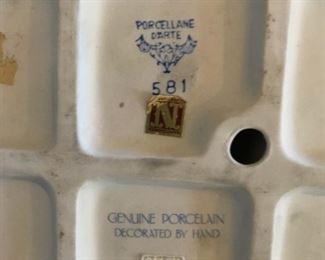 PORCELLANE
D'ARTE
581
N
GENUINE PORCELAIN
DECORATED BY HAND